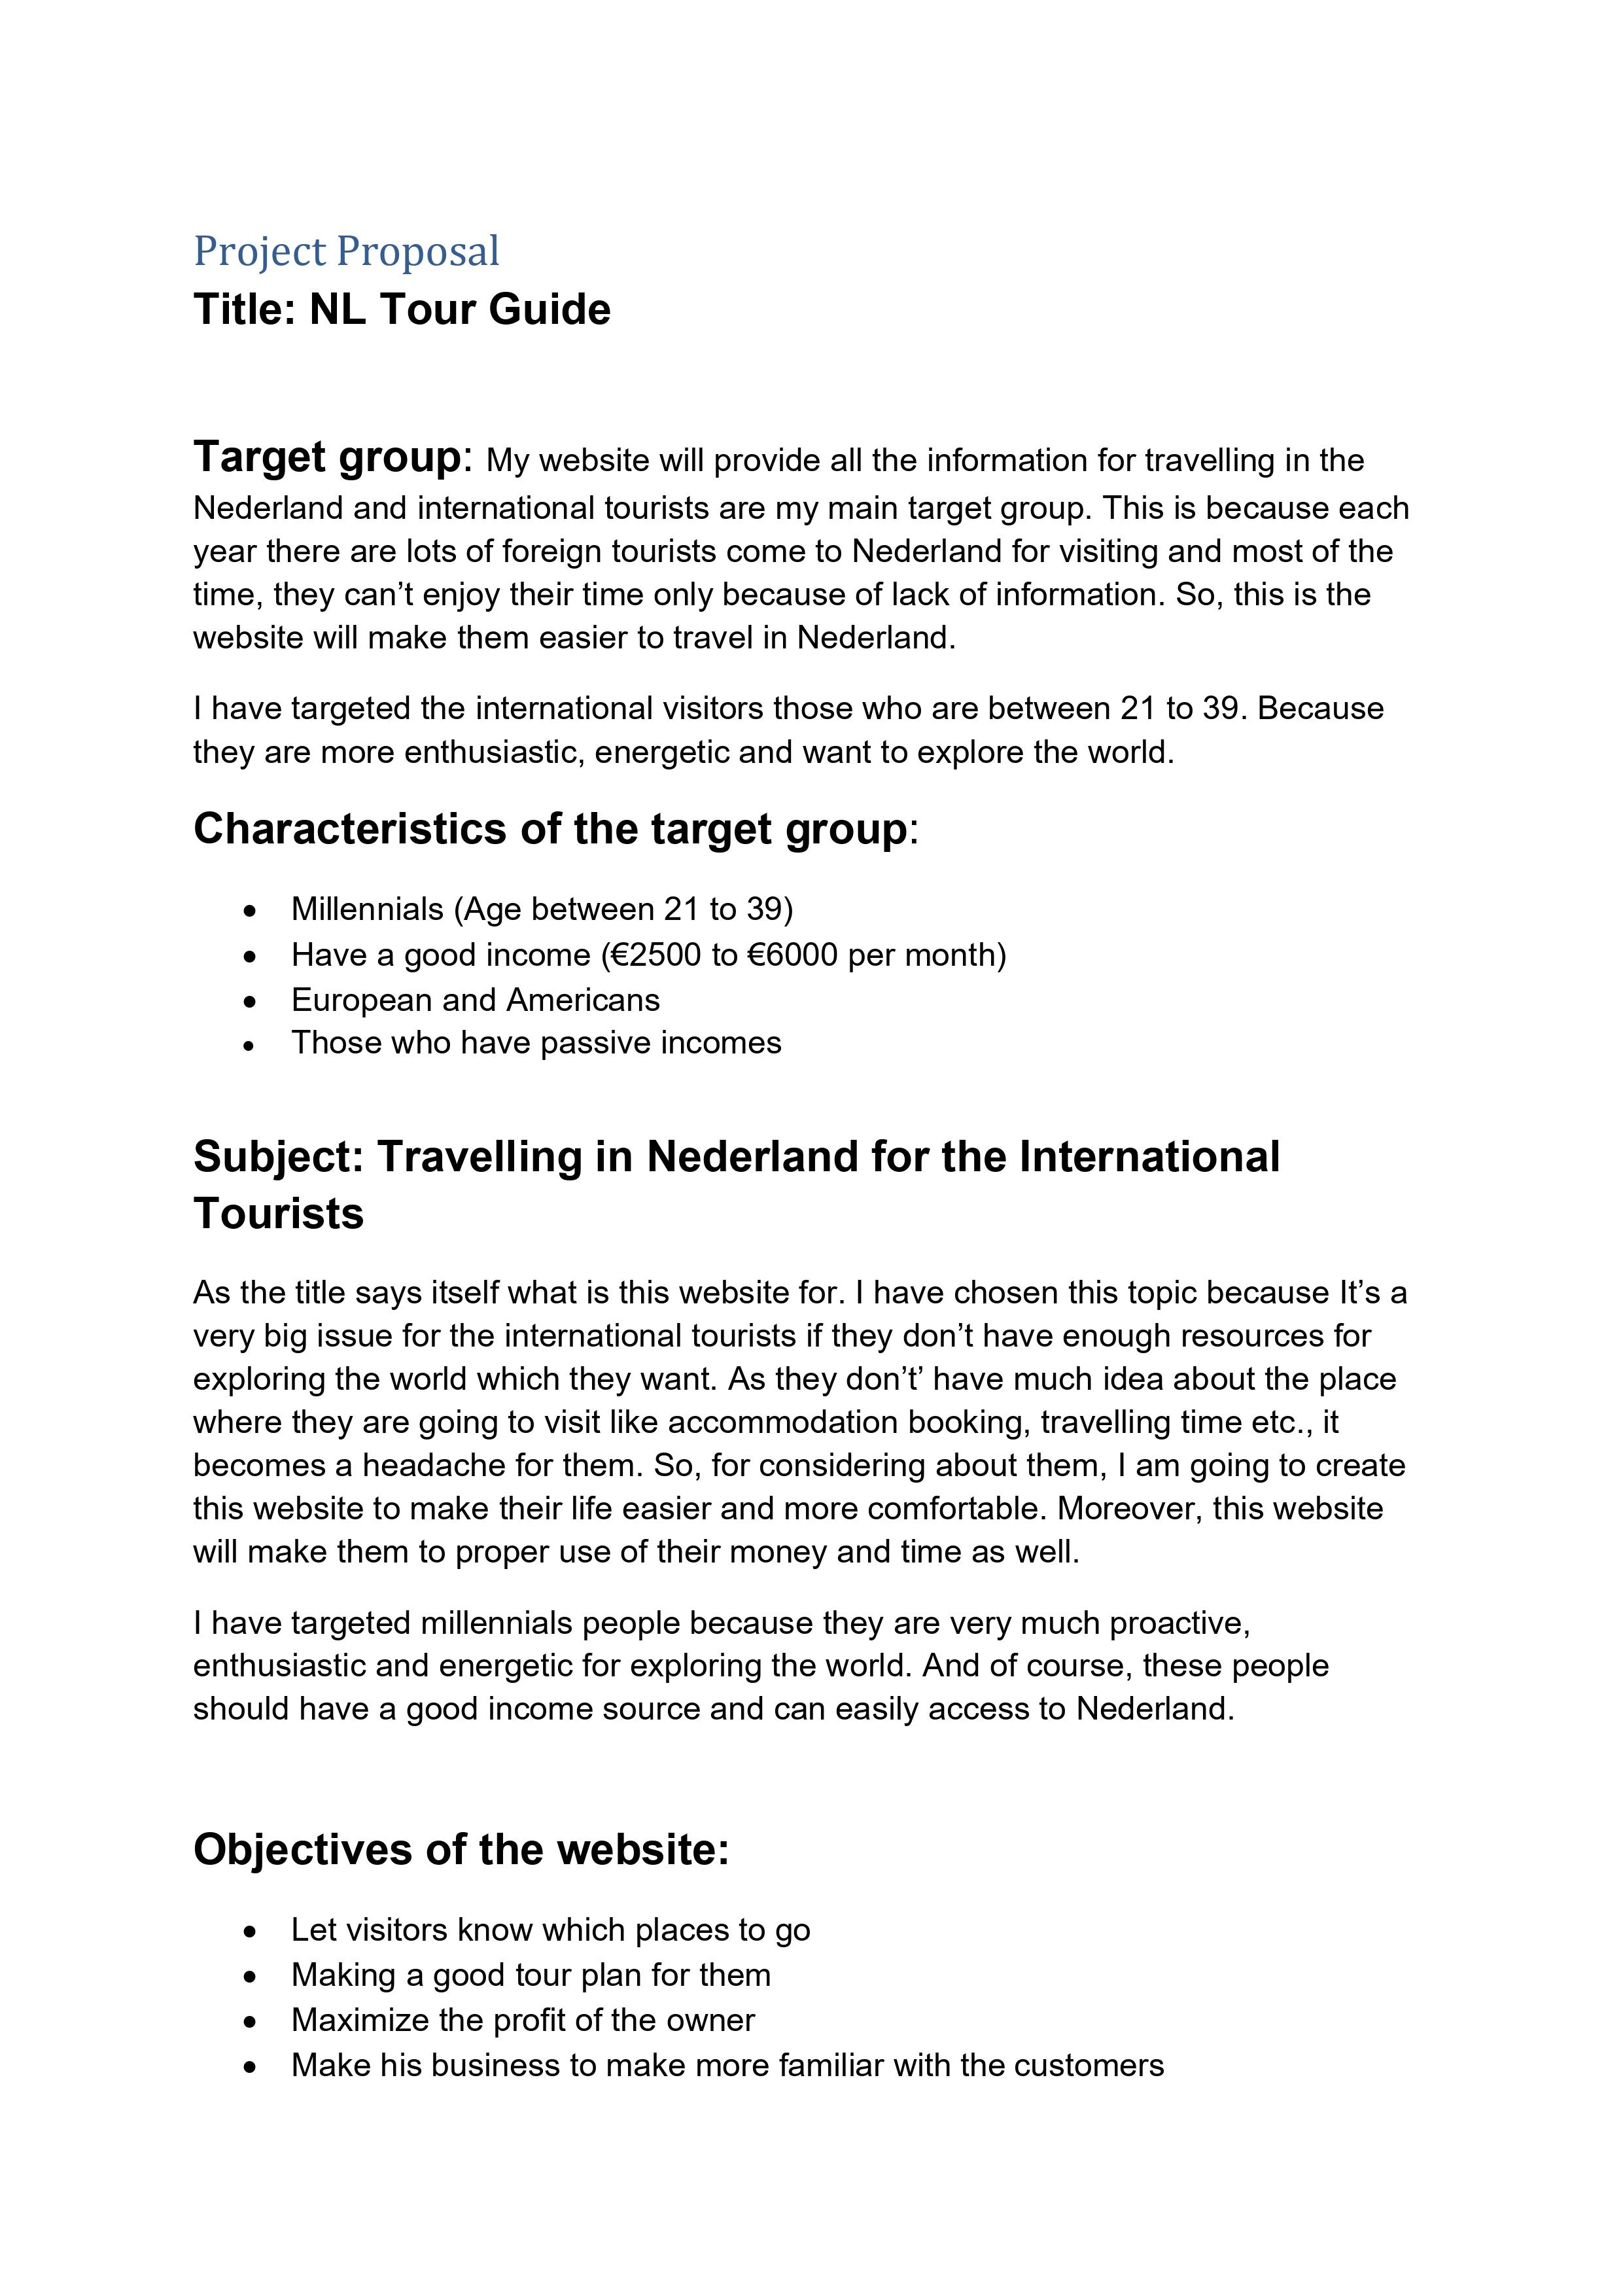 Project Proposal
Title: NL Tour Guide
Target group: My website will provide all the information for travelling in the
Nederland and international tourists are my main target group. This is because each
year there are lots of foreign tourists come to Nederland for visiting and most of the
time, they can’t enjoy their time only because of lack of information. So, this is the
website will make them easier to travel in Nederland.
I have targeted the international visitors those who are between 21 to 39. Because
they are more enthusiastic, energetic and want to explore the world.
Characteristics of the target group:
• Millennials (Age between 21 to 39)
• Have a good income (€2500 to €6000 per month)
• European and Americans
• Those who have passive incomes
Subject: Travelling in Nederland for the International
Tourists
As the title says itself what is this website for. I have chosen this topic because It’s a
very big issue for the international tourists if they don’t have enough resources for
exploring the world which they want. As they don’t’ have much idea about the place
where they are going to visit like accommodation booking, travelling time etc., it
becomes a headache for them. So, for considering about them, I am going to create
this website to make their life easier and more comfortable. Moreover, this website
will make them to proper use of their money and time as well.
I have targeted millennials people because they are very much proactive,
enthusiastic and energetic for exploring the world. And of course, these people
should have a good income source and can easily access to Nederland.
Objectives of the website:
• Let visitors know which places to go
• Making a good tour plan for them
• Maximize the profit of the owner
• Make his business to make more familiar with the customers